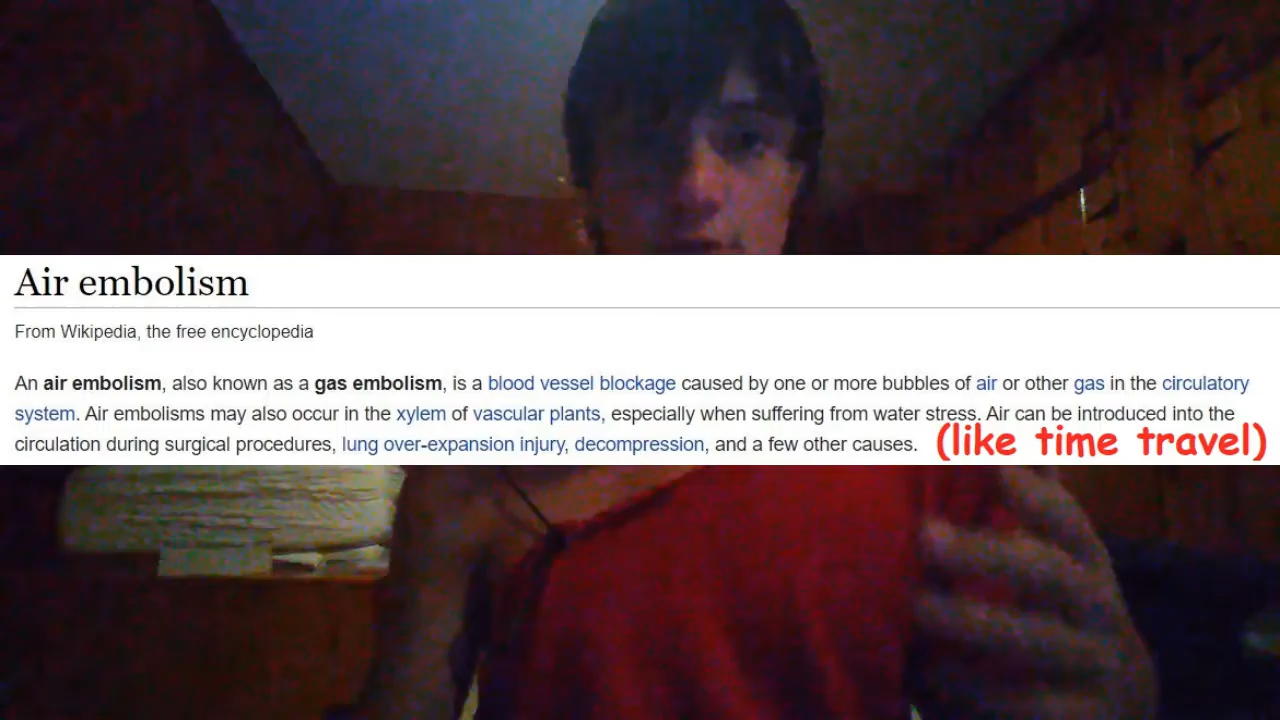 Air embolism
From Wikipedia, the free encyclopedia
An air embolism, also known as a gas embolism, is a blood vessel blockage caused by one or more bubbles of air or other gas in the circulatory
system. Air embolisms may also occur in the xylem of vascular plants, especially when suffering from water stress. Air can be introduced into the
circulation during surgical procedures, lung over-expansion injury, decompression, and a few other causes. (like time travel)